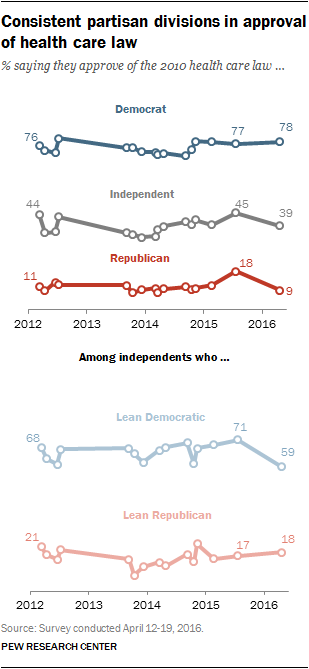 Consistent partisan divisions in approval
of health care law
% saying they approve of the 2010 health care law ...
Democrat
76
77
78
Independent
44
45
39
Republican
11
18
9
2012 2013 2014 2015 2016
Among independents who ...
Lean Democratic
68
71
59
Lean Republican
21
17
18
2012 2013 2014 2015 2016
Source: Survey conducted April 12-19, 2016.
PEW RESEARCH CENTER